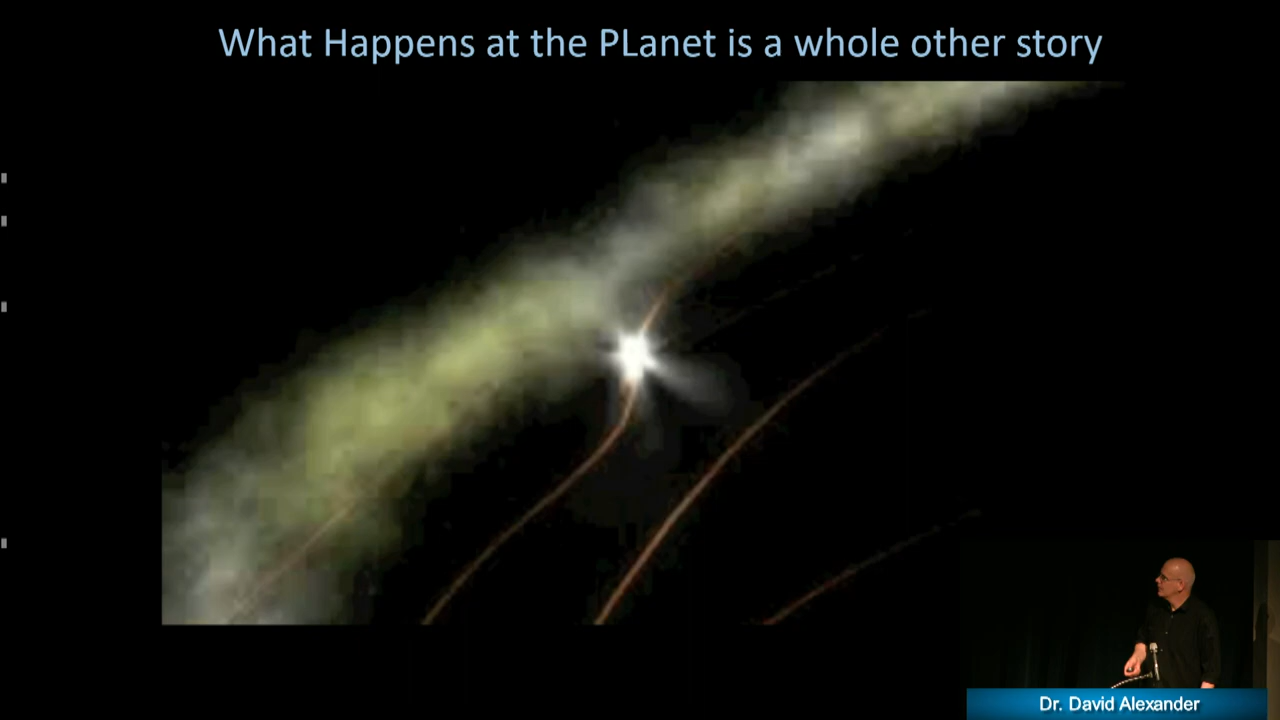 What Happens at the PLanet is a whole other story
Dr. David Alexander